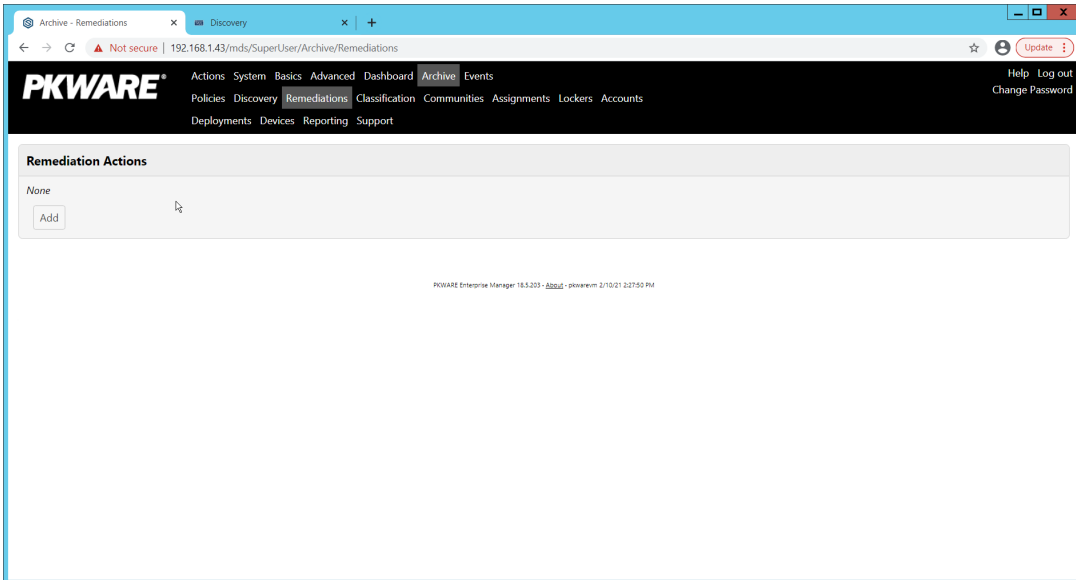 Archive - Remediations
Discovery
Not secure | 192.168.1.43/mds/SuperUser/Archive/Remediations
Update
PKWARE®
Actions System Basics Advanced Dashboard Archive Events
Help Log out
Policies Discovery Remediations Classification Communities Assignments Lockers Accounts
Change Password
Deployments Devices Reporting Support
Remediation Actions
None
Add
PKWARE Enterprise Manager 18.5.203 - About - pkwarevm 2/10/21 2:27:50 PM